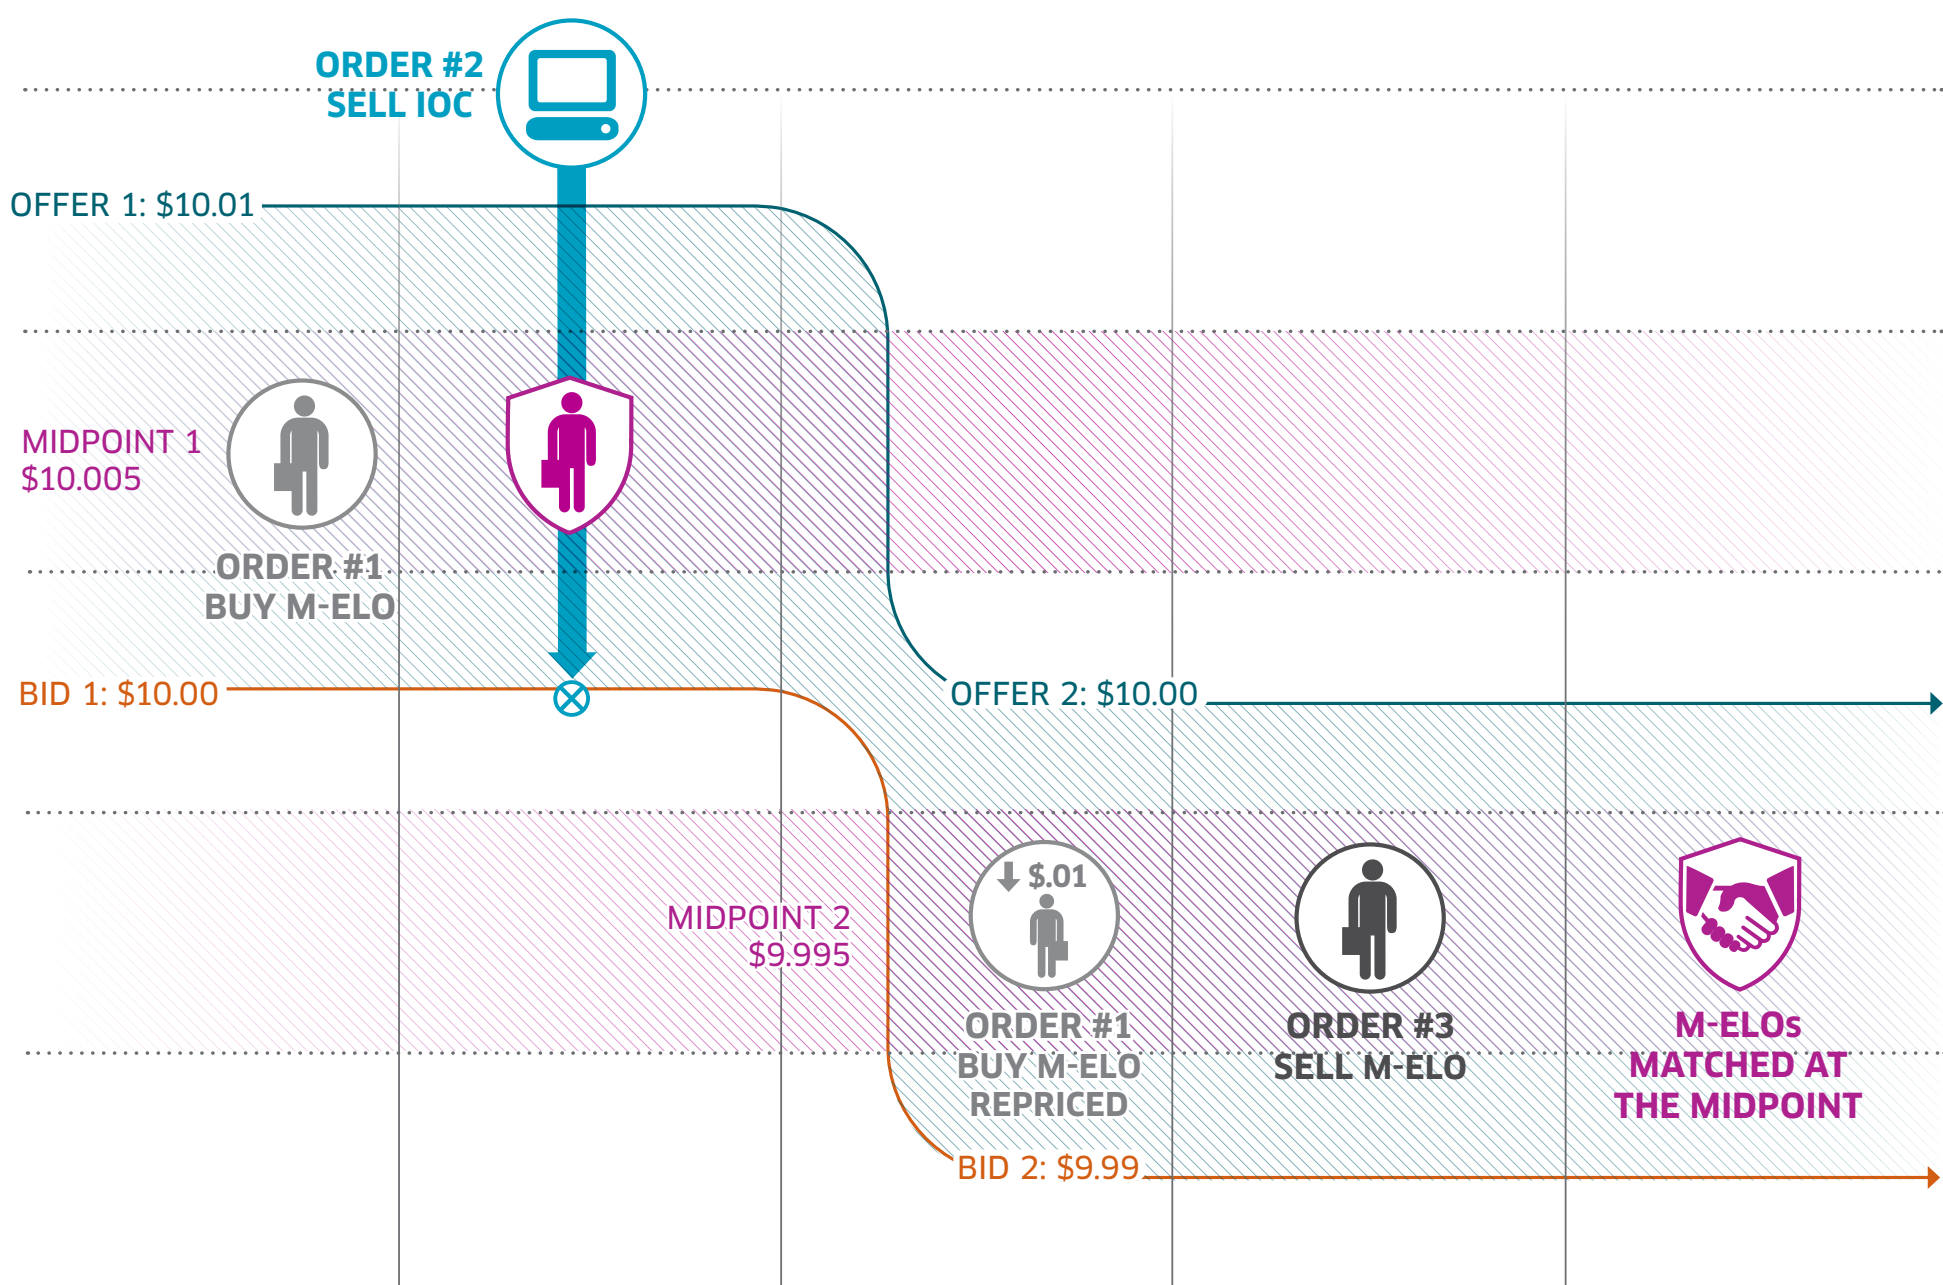 ORDER #2
SELL IOC
OFFER 1: $10.01
MIDPOINT 1
$10.005
ORDER #1
BUY M-ELO
BID 1: $10.00
OFFER 2: $10.00
MIDPOINT 2
$9.995
$.01
ORDER #1
BUY M-ELO
REPRICED
ORDER #3
SELL M-ELO
M-ELOs
MATCHED AT
THE MIDPOINT
BID 2: $9.99